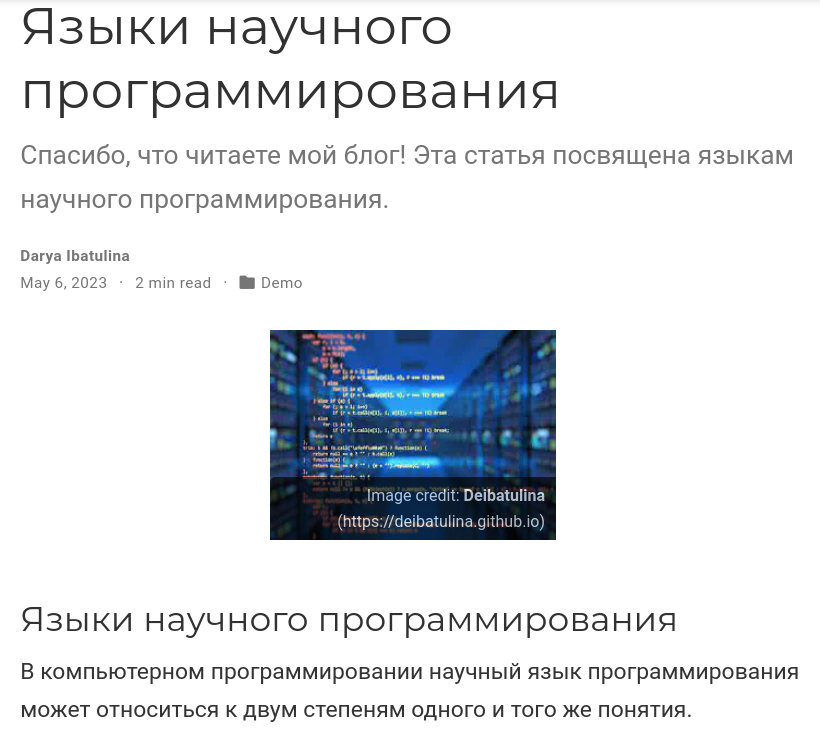 Языки научного
программирования
Спасибо, что читаете мой блог! Эта статья посвящена языкам
научного программирования.
Darya Ibatulina
May 6, 2023 · 2 min read · Demo
Image credit: Deibatulina
(https://deibatulina.github.io)
Языки научного программирования
В компьютерном программировании научный язык программирования
может относиться к двум степеням одного и того же понятия.